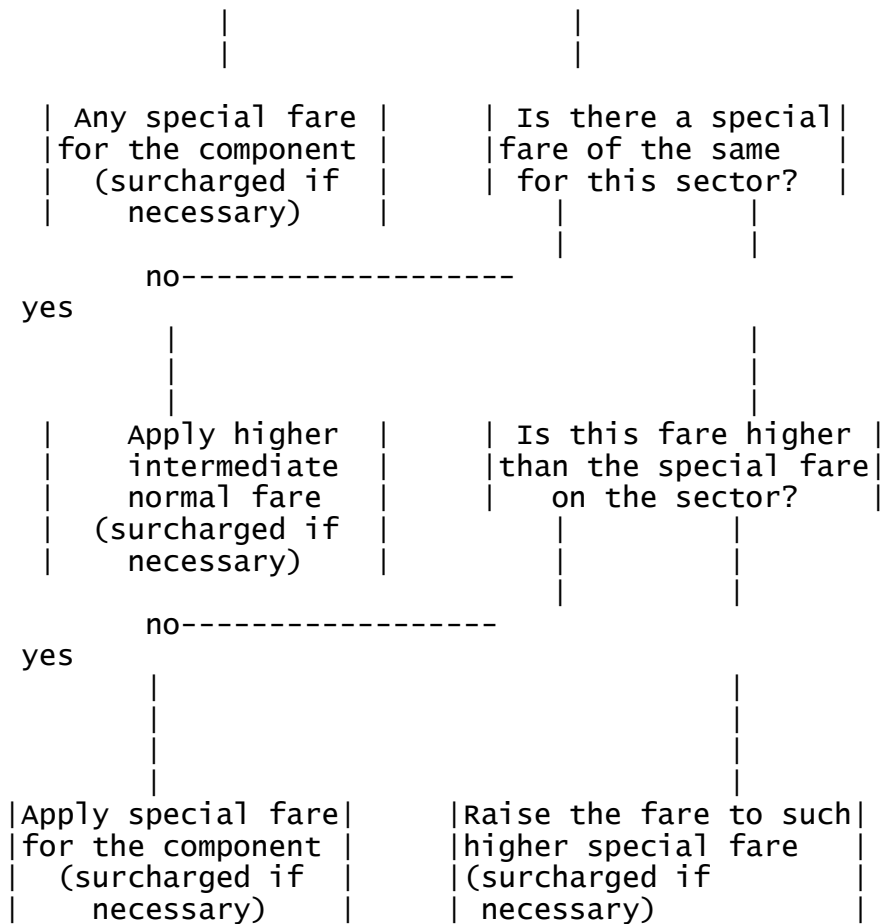 Any special fare
for the component
(surcharged if
necessary)
Is there a special
fare of the same
for this sector?
no-------------------
yes
Apply higher
intermediate
normal fare
(surcharged if
necessary)
Is this fare higher
than the special fare
on the sector?
no------------------
yes
Apply special fare
for the component
(surcharged if
necessary)
Raise the fare to such
higher special fare
(surcharged if
necessary)